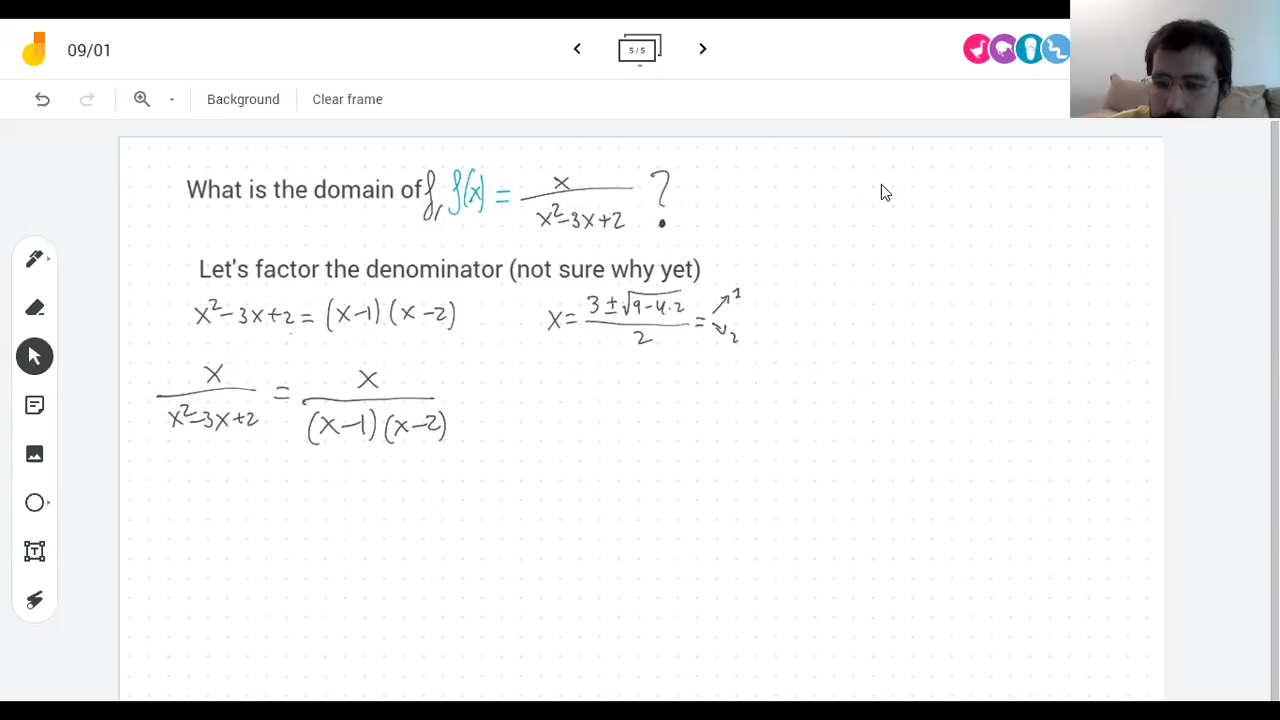 09/01
5 / 5
Background
Clear frame
What is the domain of f, f(x) = x / (x²-3x+2) ?
Let's factor the denominator (not sure why yet)
x²-3x+2 = (x-1)(x-2)
x = (3±√(9-4·2)) / 2 = ↗1 ↘2
x / (x²-3x+2) = x / ((x-1)(x-2))